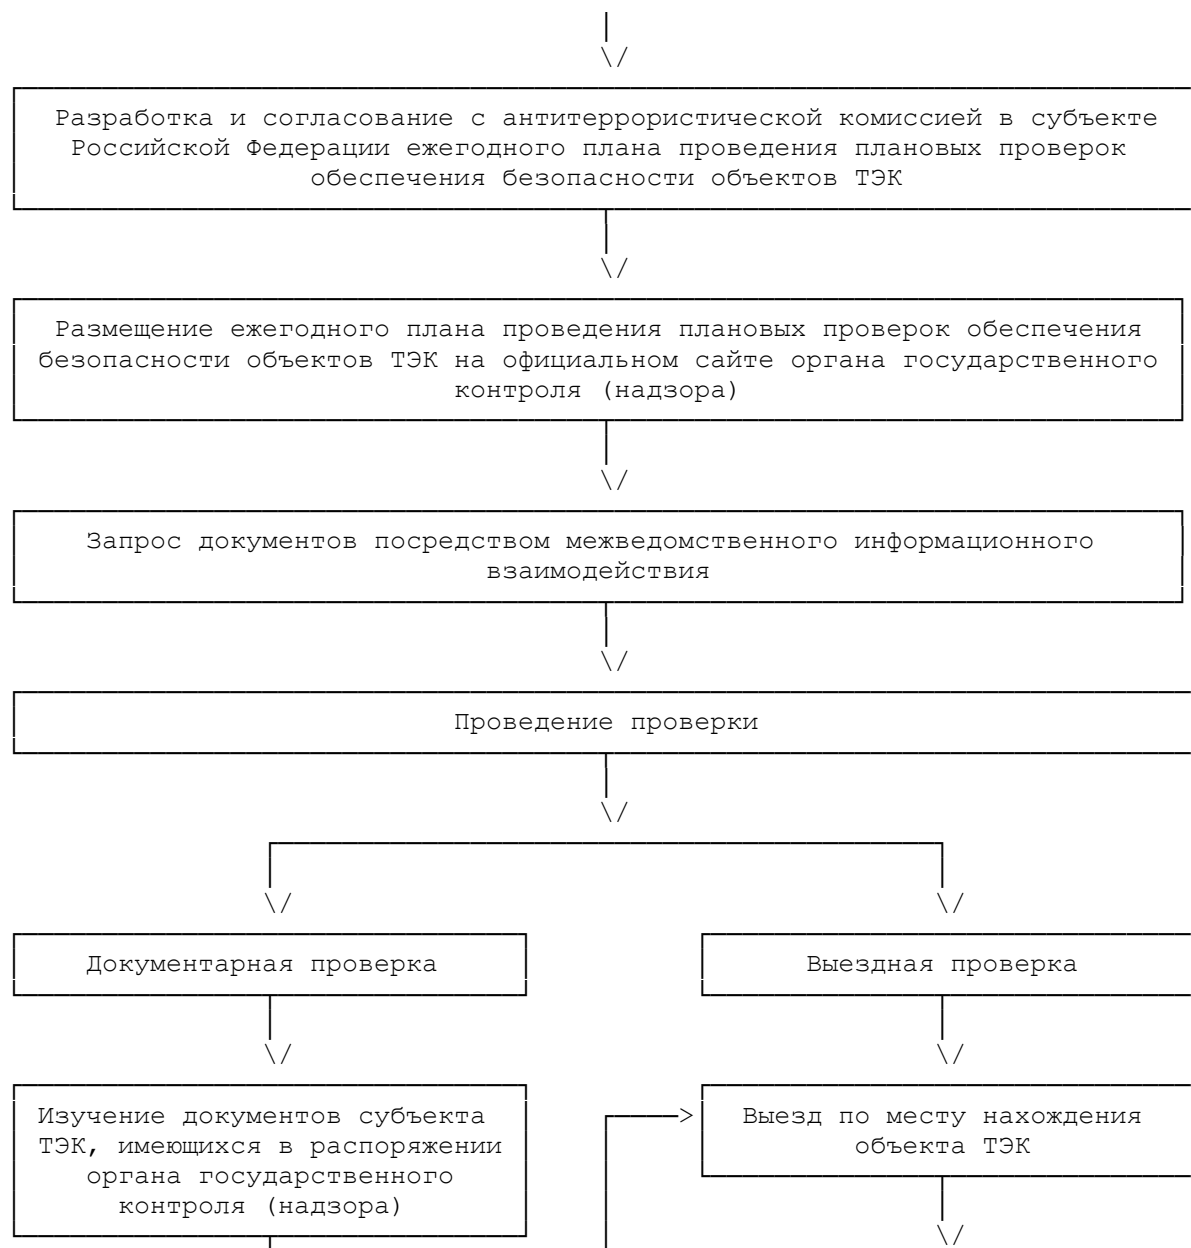 Разработка и согласование с антитеррористической комиссией в субъекте
Российской Федерации ежегодного плана проведения плановых проверок
обеспечения безопасности объектов ТЭК
Размещение ежегодного плана проведения плановых проверок обеспечения
безопасности объектов ТЭК на официальном сайте органа государственного
контроля (надзора)
Запрос документов посредством межведомственного информационного
взаимодействия
Проведение проверки
Документарная проверка
Выездная проверка
Изучение документов субъекта
ТЭК, имеющихся в распоряжении
органа государственного
контроля (надзора)
Выезд по месту нахождения
объекта ТЭК